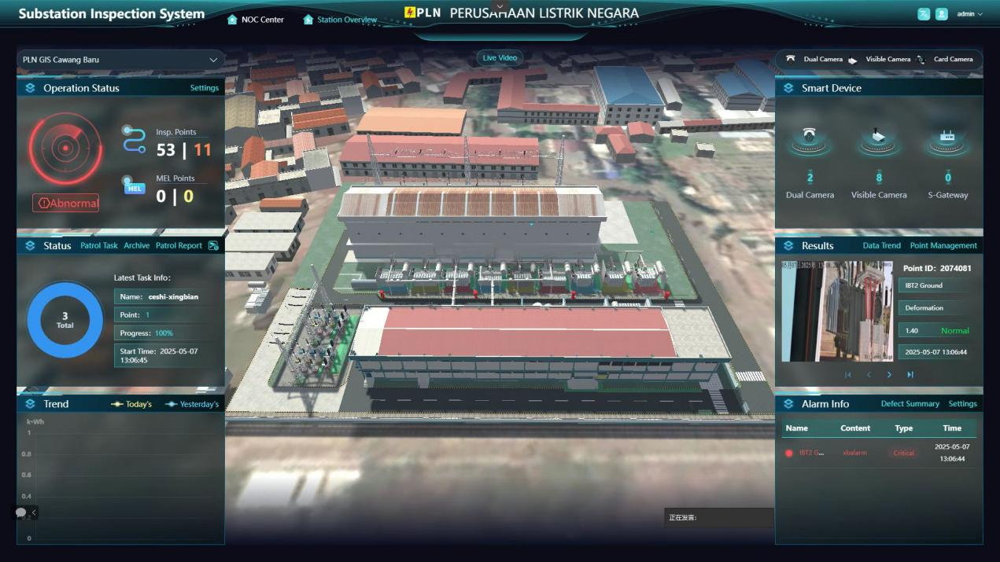 Substation Inspection System
NOC Center
Station Overview
PLN PERUSAHAAN LISTRIK NEGARA
admin
PLN GIS Cawang Baru
Live Video
Dual Camera
Visible Camera
Card Camera
Operation Status
Settings
Insp. Points
53 | 11
MEL
MEL Points
0 | 0
Abnormal
Status
Patrol Task
Archive
Patrol Report
3
Total
Latest Task Info:
Name: ceshi-xingbian
Point: 1
Progress: 100%
Start Time: 2025-05-07
13:06:45
Trend
Today's
Yesterday's
k-Wh
1
0.8
0.6
0.4
0.2
0
Smart Device
2
8
0
Dual Camera
Visible Camera
S-Gateway
Results
Data Trend
Point Management
Point ID: 2074081
IBT2 Ground
Deformation
1.40 Normal
2025-05-07 13:06:44
Alarm Info
Defect Summary
Settings
Name Content Type Time
IBT2 G... xbalarm Critical 2025-05-07
13:06:44
正在发言: